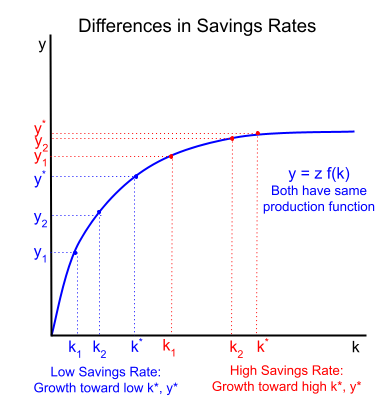 Differences in Savings Rates
y
y*
y2
y1
y*
y2
y1
y = z f(k)
Both have same
production function
k1 k2 k* k1 k2 k* k
Low Savings Rate:
Growth toward low k*, y*
High Savings Rate:
Growth toward high k*, y*